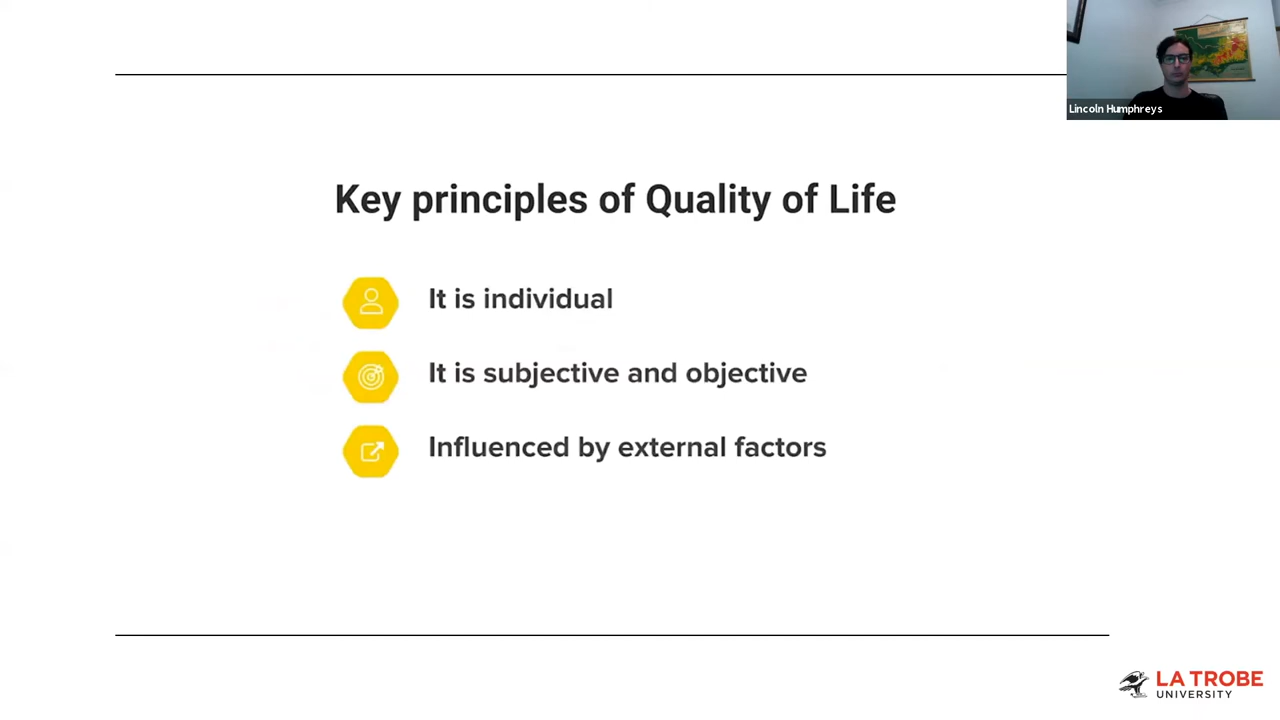 Lincoln Humphreys
Key principles of Quality of Life
It is individual
It is subjective and objective
Influenced by external factors
LA TROBE
UNIVERSITY